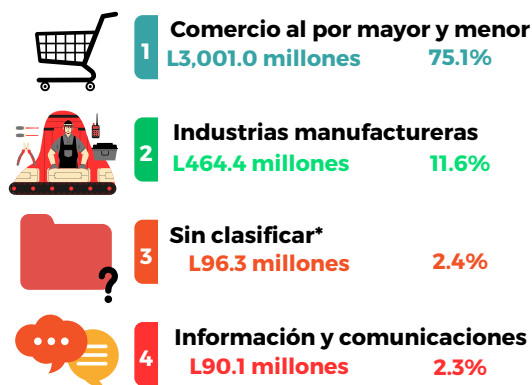 1
Comercio al por mayor y menor
L3,001.0 millones 75.1%
2
Industrias manufactureras
L464.4 millones 11.6%
3
Sin clasificar*
L96.3 millones 2.4%
?
4
Información y comunicaciones
L90.1 millones 2.3%